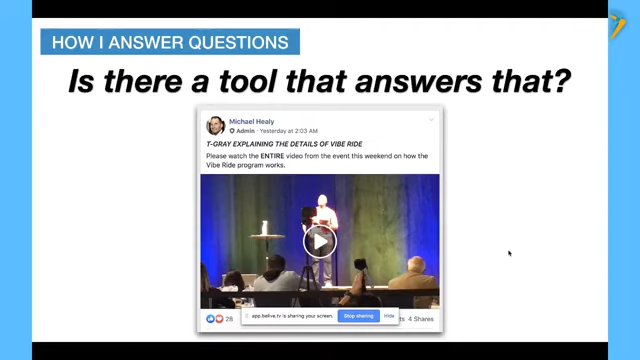 HOW I ANSWER QUESTIONS
Is there a tool that answers that?
Michael Healy
Admin · Yesterday at 2:03 AM
T-GRAY EXPLAINING THE DETAILS OF VIBE RIDE
Please watch the ENTIRE video from the event this weekend on how the
Vibe Ride program works.
app.belive.tv is sharing your screen. Stop sharing Hide
28 4 Shares